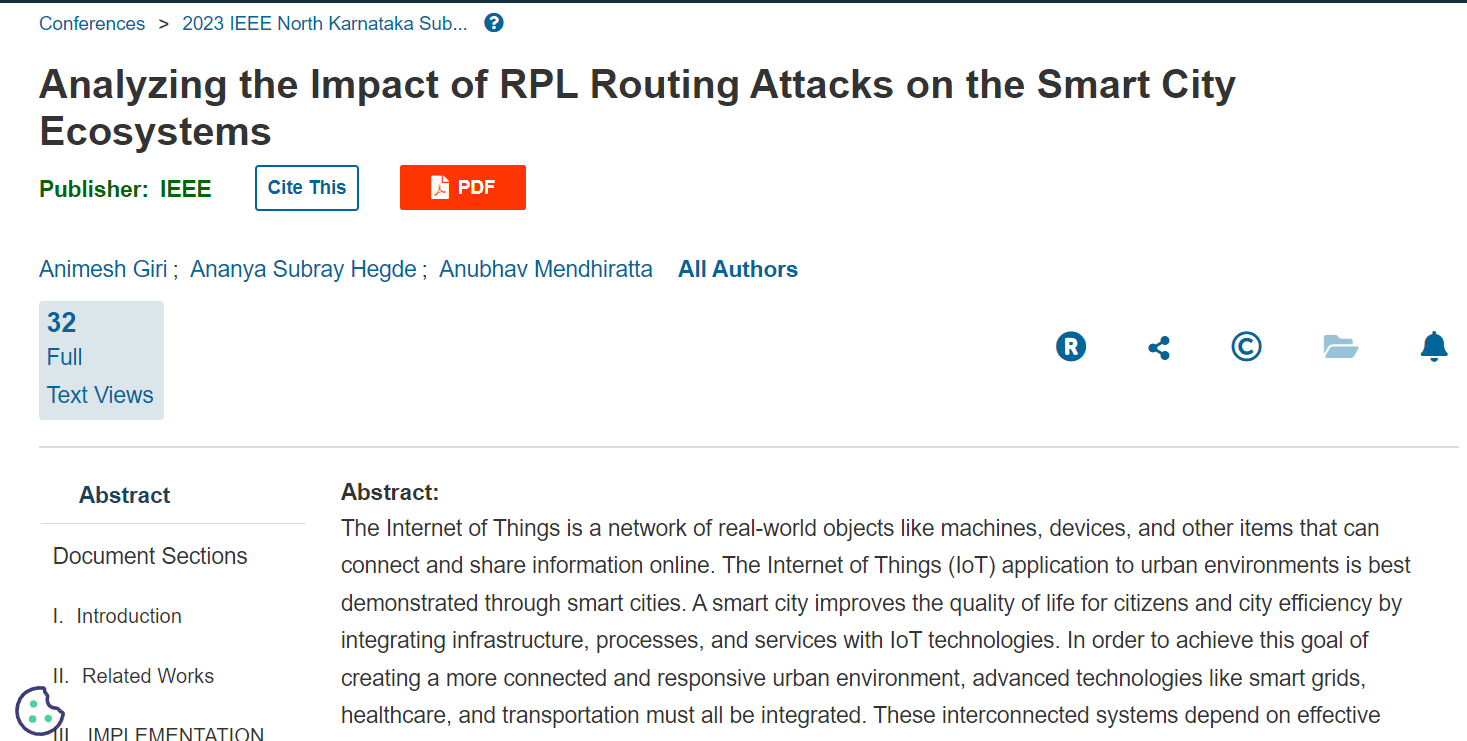 Conferences > 2023 IEEE North Karnataka Sub... ?
Analyzing the Impact of RPL Routing Attacks on the Smart City
Ecosystems
Publisher: IEEE
Cite This
PDF
Animesh Giri ; Ananya Subray Hegde ; Anubhav Mendhiratta All Authors
32
Full
Text Views
R
©
Abstract
Document Sections
I. Introduction
II. Related Works
III. IMPLEMENTATION
Abstract:
The Internet of Things is a network of real-world objects like machines, devices, and other items that can
connect and share information online. The Internet of Things (IoT) application to urban environments is best
demonstrated through smart cities. A smart city improves the quality of life for citizens and city efficiency by
integrating infrastructure, processes, and services with IoT technologies. In order to achieve this goal of
creating a more connected and responsive urban environment, advanced technologies like smart grids,
healthcare, and transportation must all be integrated. These interconnected systems depend on effective